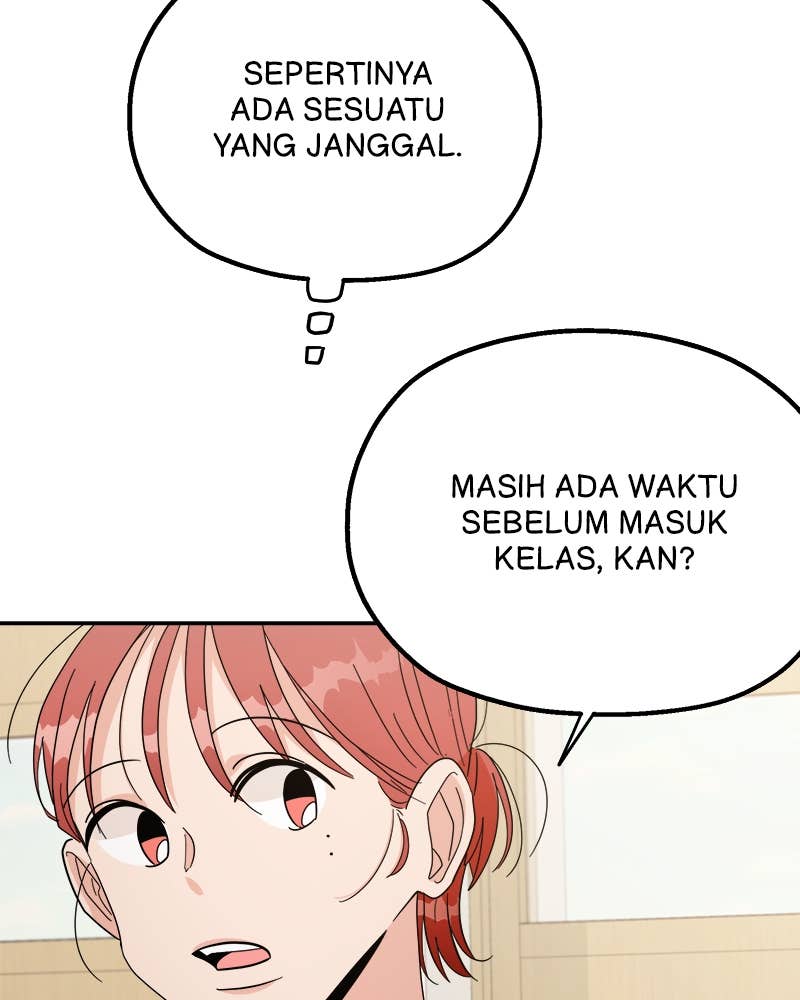 SEPERTINYA
ADA SESUATU
YANG JANGGAL.
MASIH ADA WAKTU
SEBELUM MASUK
KELAS, KAN?